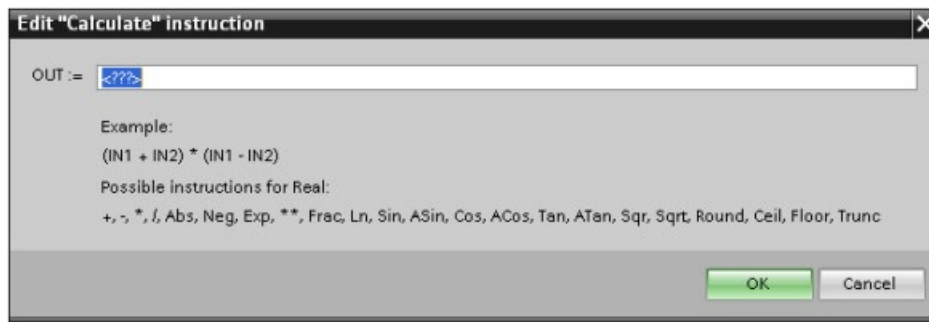 Edit "Calculate" instruction
OUT := <???>
Example:
(IN1 + IN2) * (IN1 - IN2)
Possible instructions for Real:
+, -, *, /, Abs, Neg, Exp, **, Frac, Ln, Sin, ASin, Cos, ACos, Tan, ATan, Sqr, Sqrt, Round, Ceil, Floor, Trunc
OK Cancel